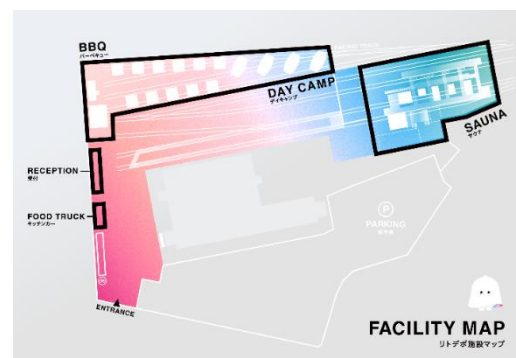 BBQ
バーベキュー
DAY CAMP
デイキャンプ
SAUNA
サウナ
RECEPTION
受付
FOOD TRUCK
キッチンカー
P
PARKING
駐車場
ENTRANCE
FACILITY MAP
リトデポ施設マップ